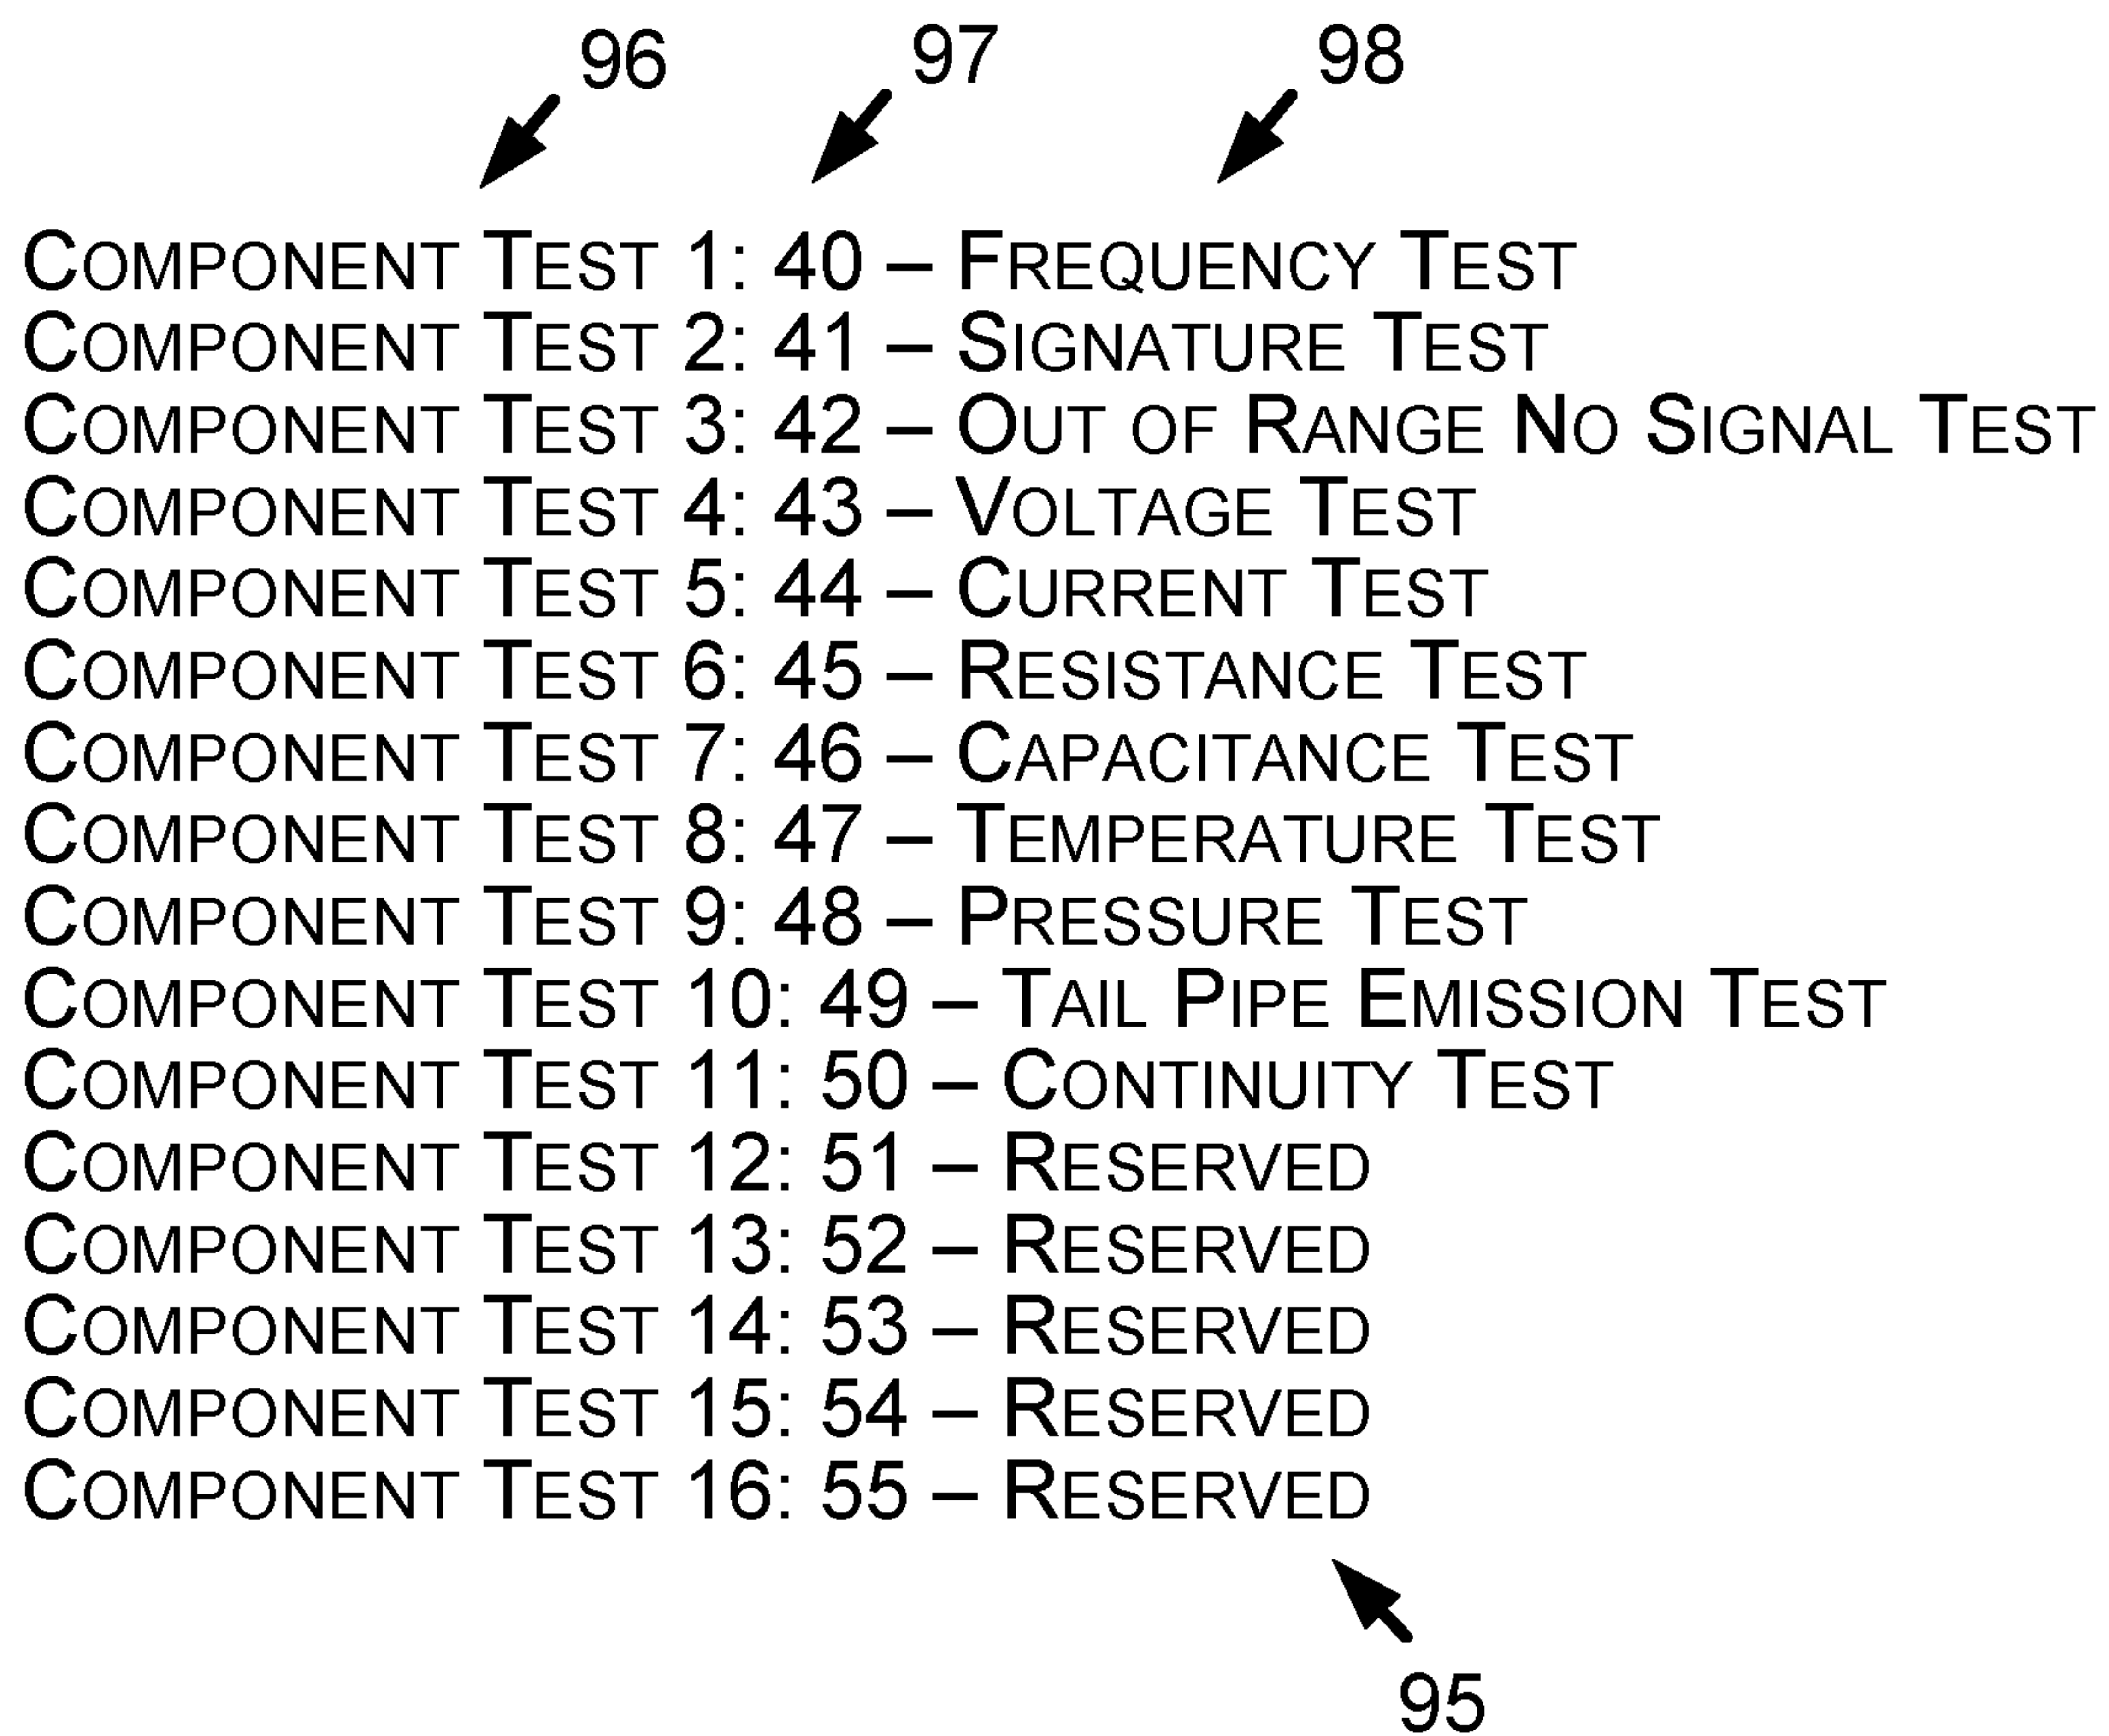 96 97 98
COMPONENT TEST 1: 40 – FREQUENCY TEST
COMPONENT TEST 2: 41 – SIGNATURE TEST
COMPONENT TEST 3: 42 – OUT OF RANGE NO SIGNAL TEST
COMPONENT TEST 4: 43 – VOLTAGE TEST
COMPONENT TEST 5: 44 – CURRENT TEST
COMPONENT TEST 6: 45 – RESISTANCE TEST
COMPONENT TEST 7: 46 – CAPACITANCE TEST
COMPONENT TEST 8: 47 – TEMPERATURE TEST
COMPONENT TEST 9: 48 – PRESSURE TEST
COMPONENT TEST 10: 49 – TAIL PIPE EMISSION TEST
COMPONENT TEST 11: 50 – CONTINUITY TEST
COMPONENT TEST 12: 51 – RESERVED
COMPONENT TEST 13: 52 – RESERVED
COMPONENT TEST 14: 53 – RESERVED
COMPONENT TEST 15: 54 – RESERVED
COMPONENT TEST 16: 55 – RESERVED
95